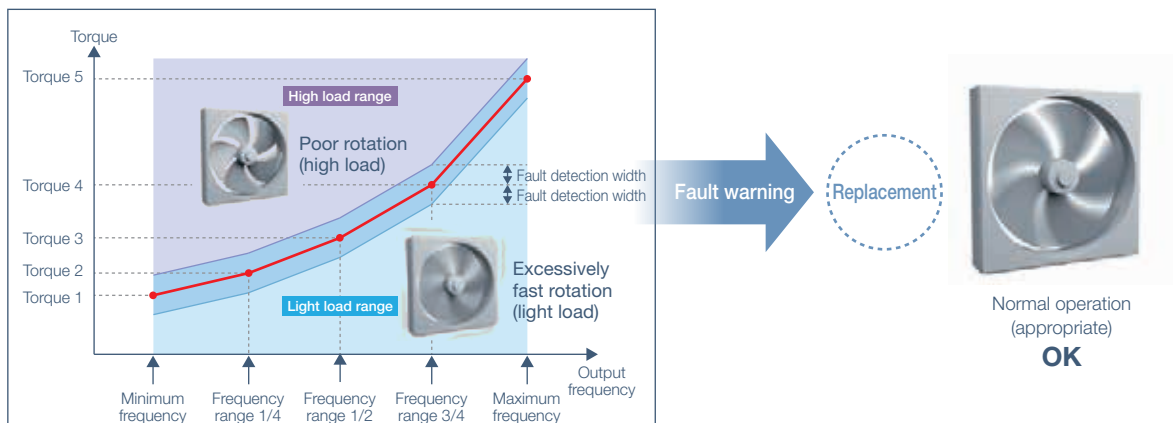 Torque
Torque 5
High load range
Poor rotation
(high load)
Torque 4
Fault detection width
Fault detection width
Torque 3
Torque 2
Torque 1
Light load range
Excessively
fast rotation
(light load)
Output
frequency
Minimum
frequency
Frequency
range 1/4
Frequency
range 1/2
Frequency
range 3/4
Maximum
frequency
Fault warning
Replacement
Normal operation
(appropriate)
OK